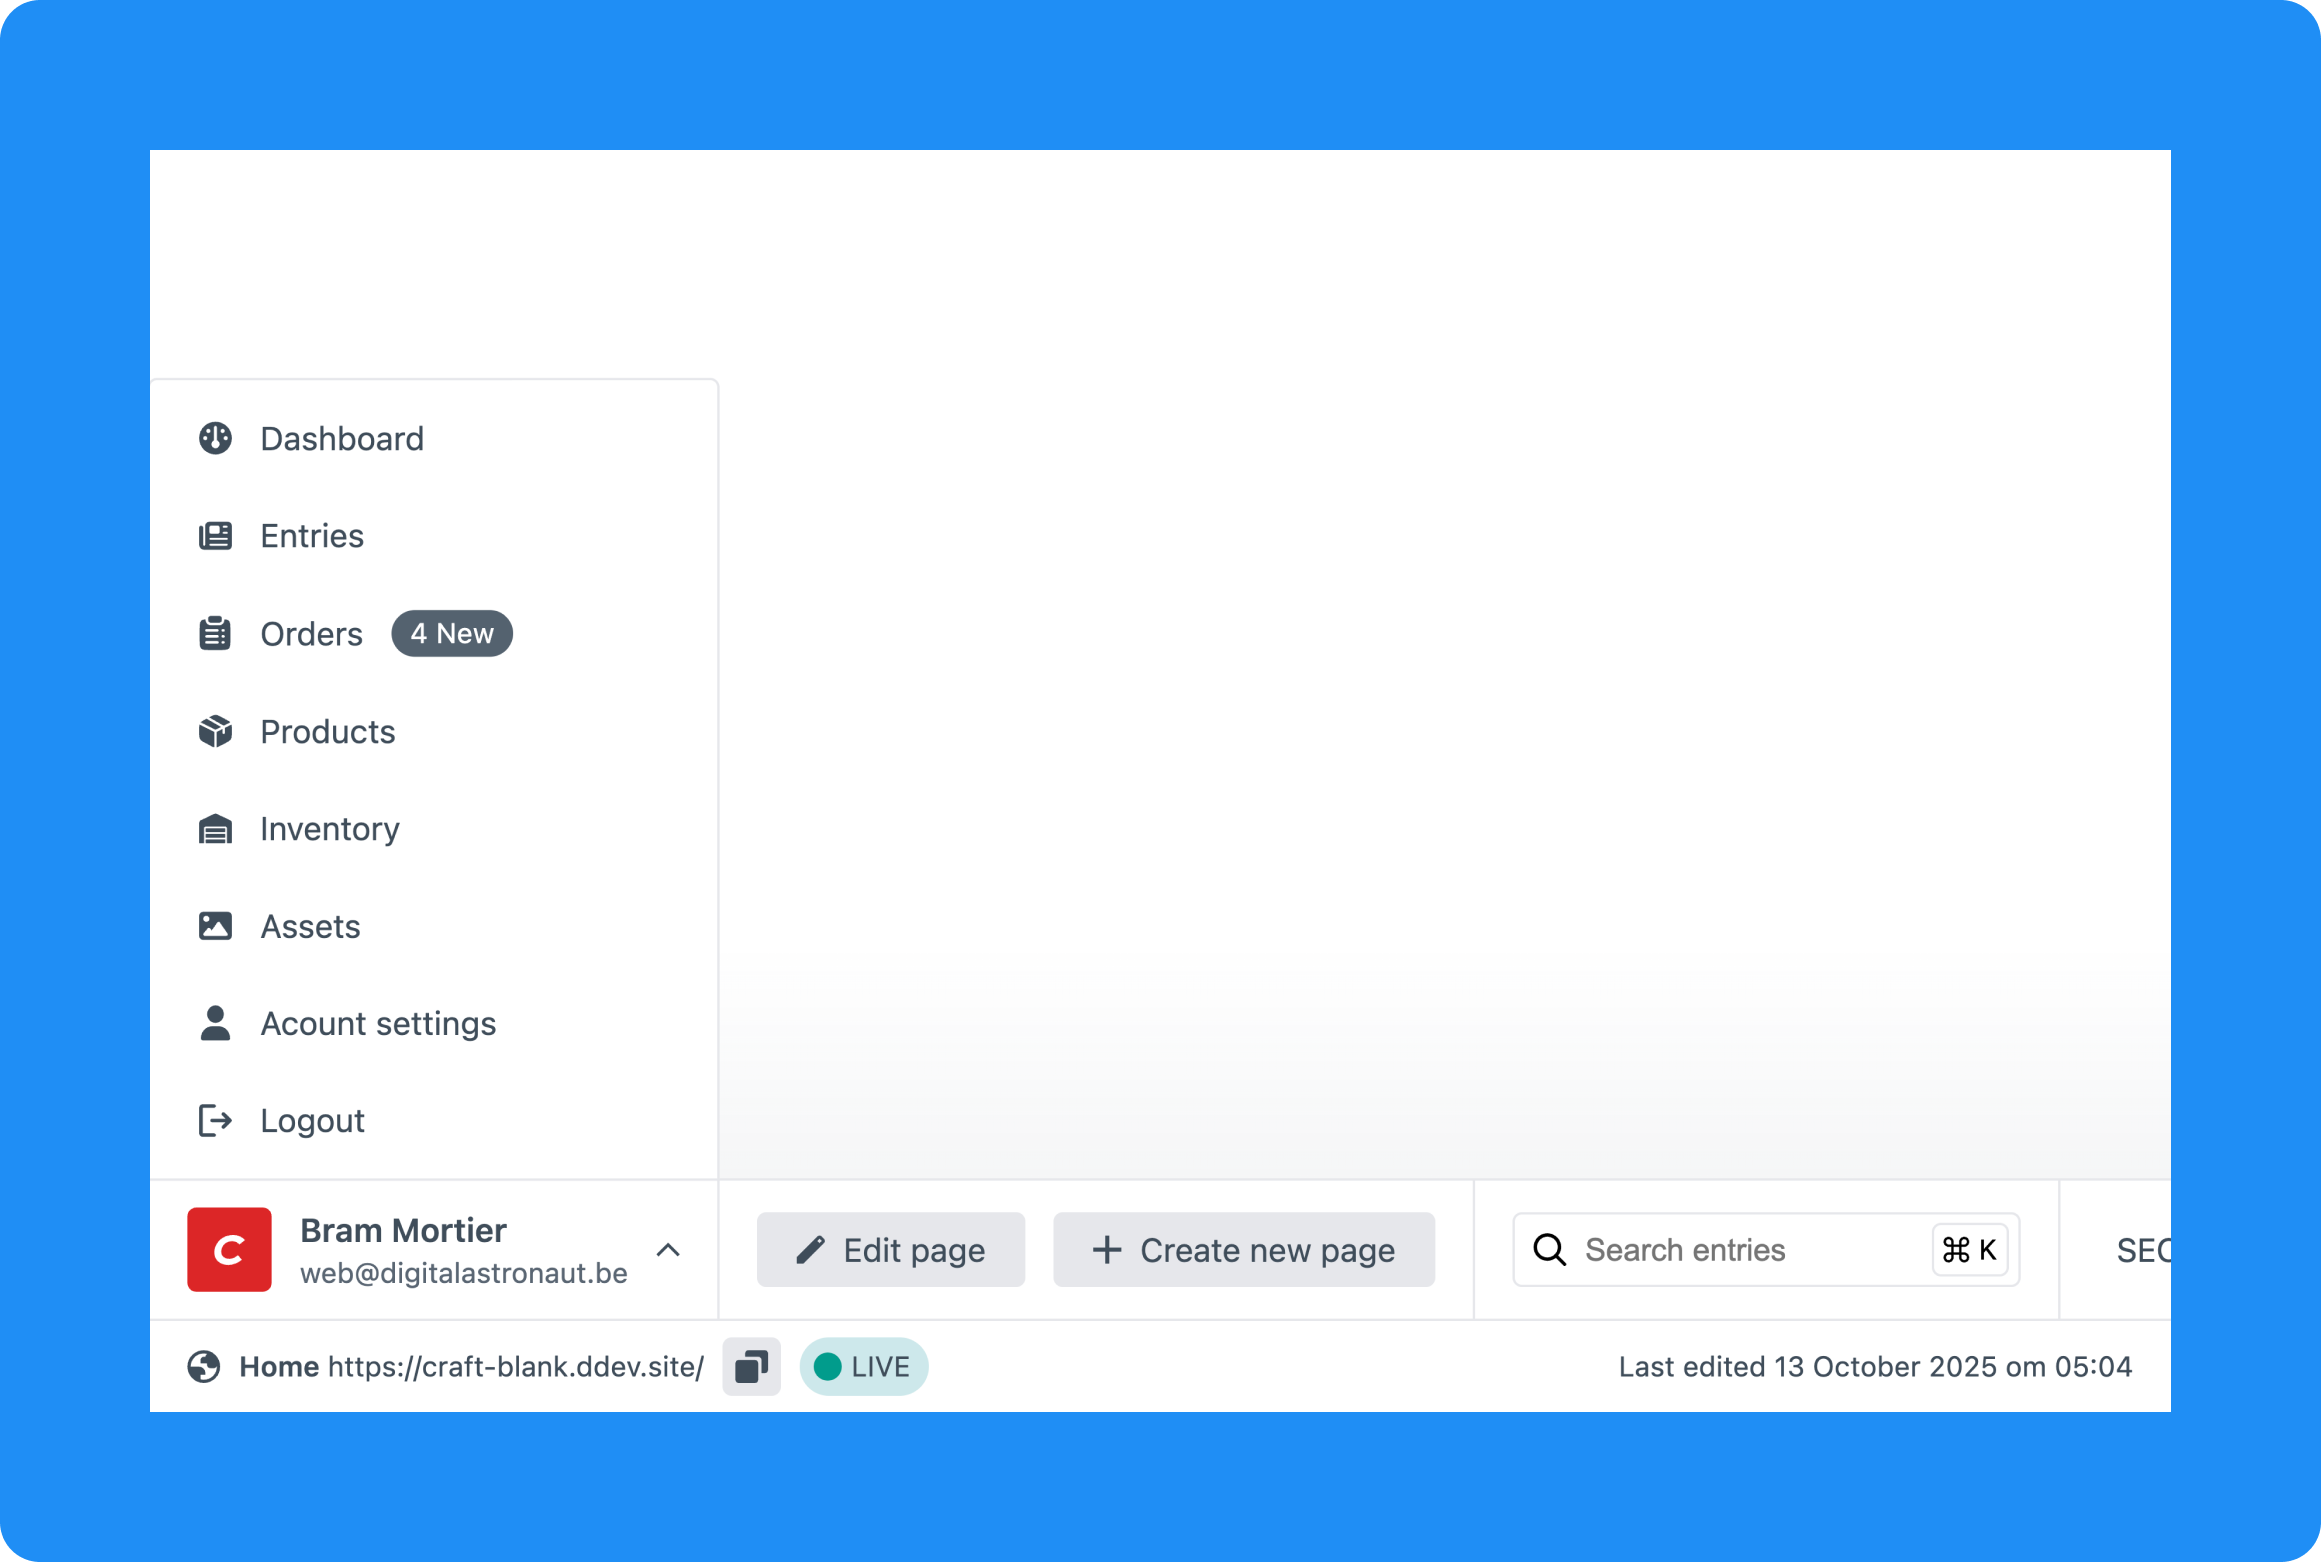 Dashboard
Entries
Orders 4 New
Products
Inventory
Assets
Acount settings
Logout
C
Bram Mortier
web@digitalastronaut.be
Edit page
Create new page
Search entries ⌘ K
SEO
Home https://craft-blank.ddev.site/ LIVE
Last edited 13 October 2025 om 05:04